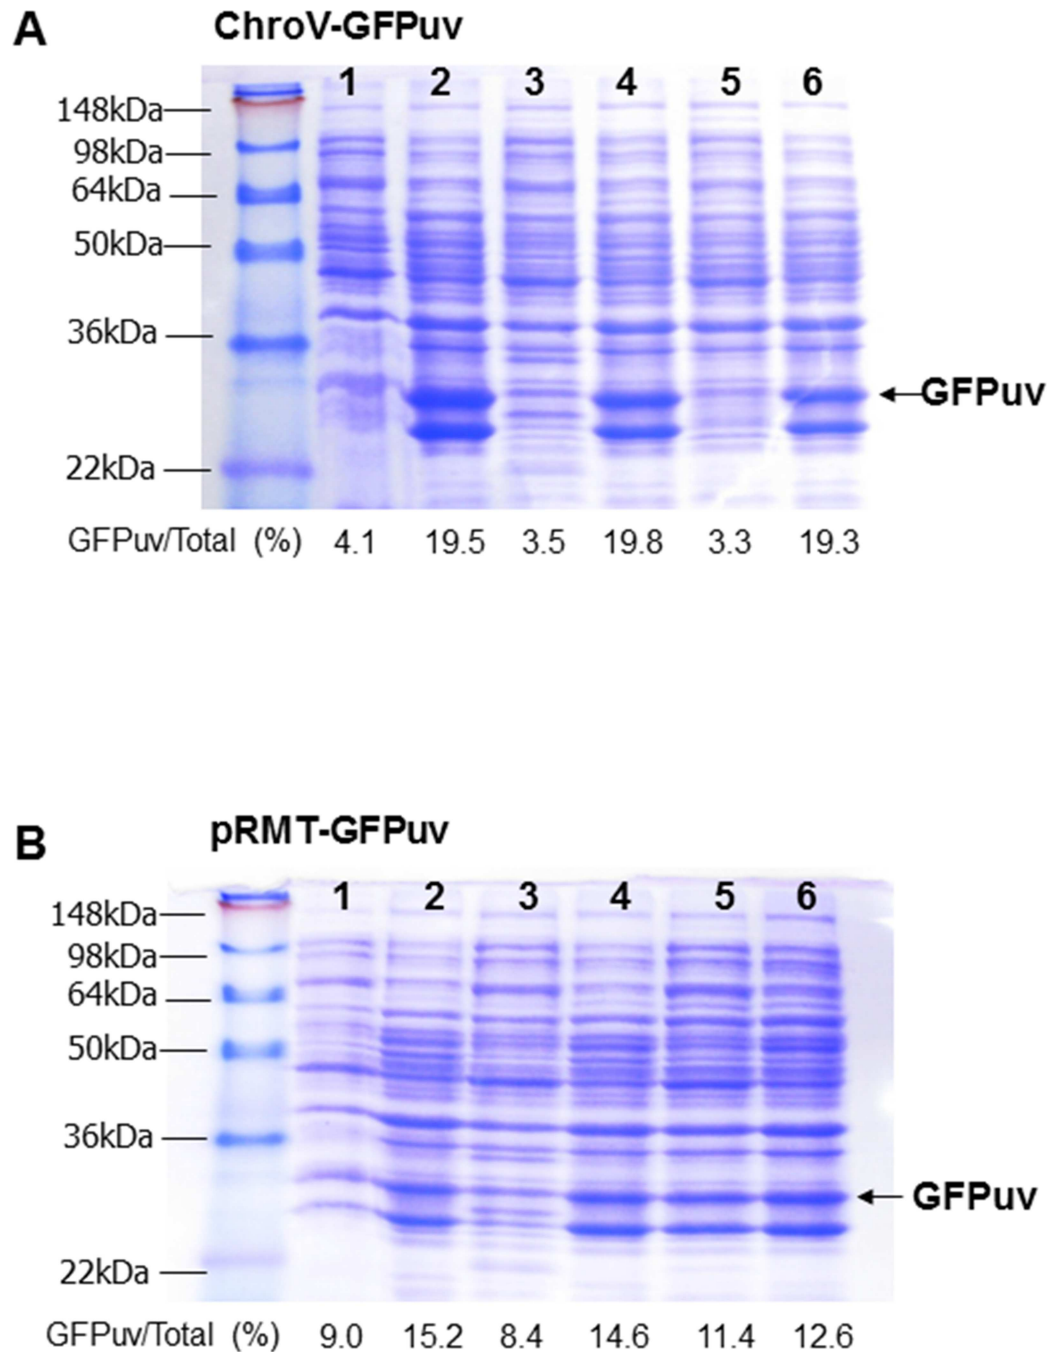 A
ChroV-GFPuv
1 2 3 4 5 6
148kDa
98kDa
64kDa
50kDa
36kDa
GFPuv
22kDa
GFPuv/Total (%) 4.1 19.5 3.5 19.8 3.3 19.3
B
pRMT-GFPuv
1 2 3 4 5 6
148kDa
98kDa
64kDa
50kDa
36kDa
GFPuv
22kDa
GFPuv/Total (%) 9.0 15.2 8.4 14.6 11.4 12.6